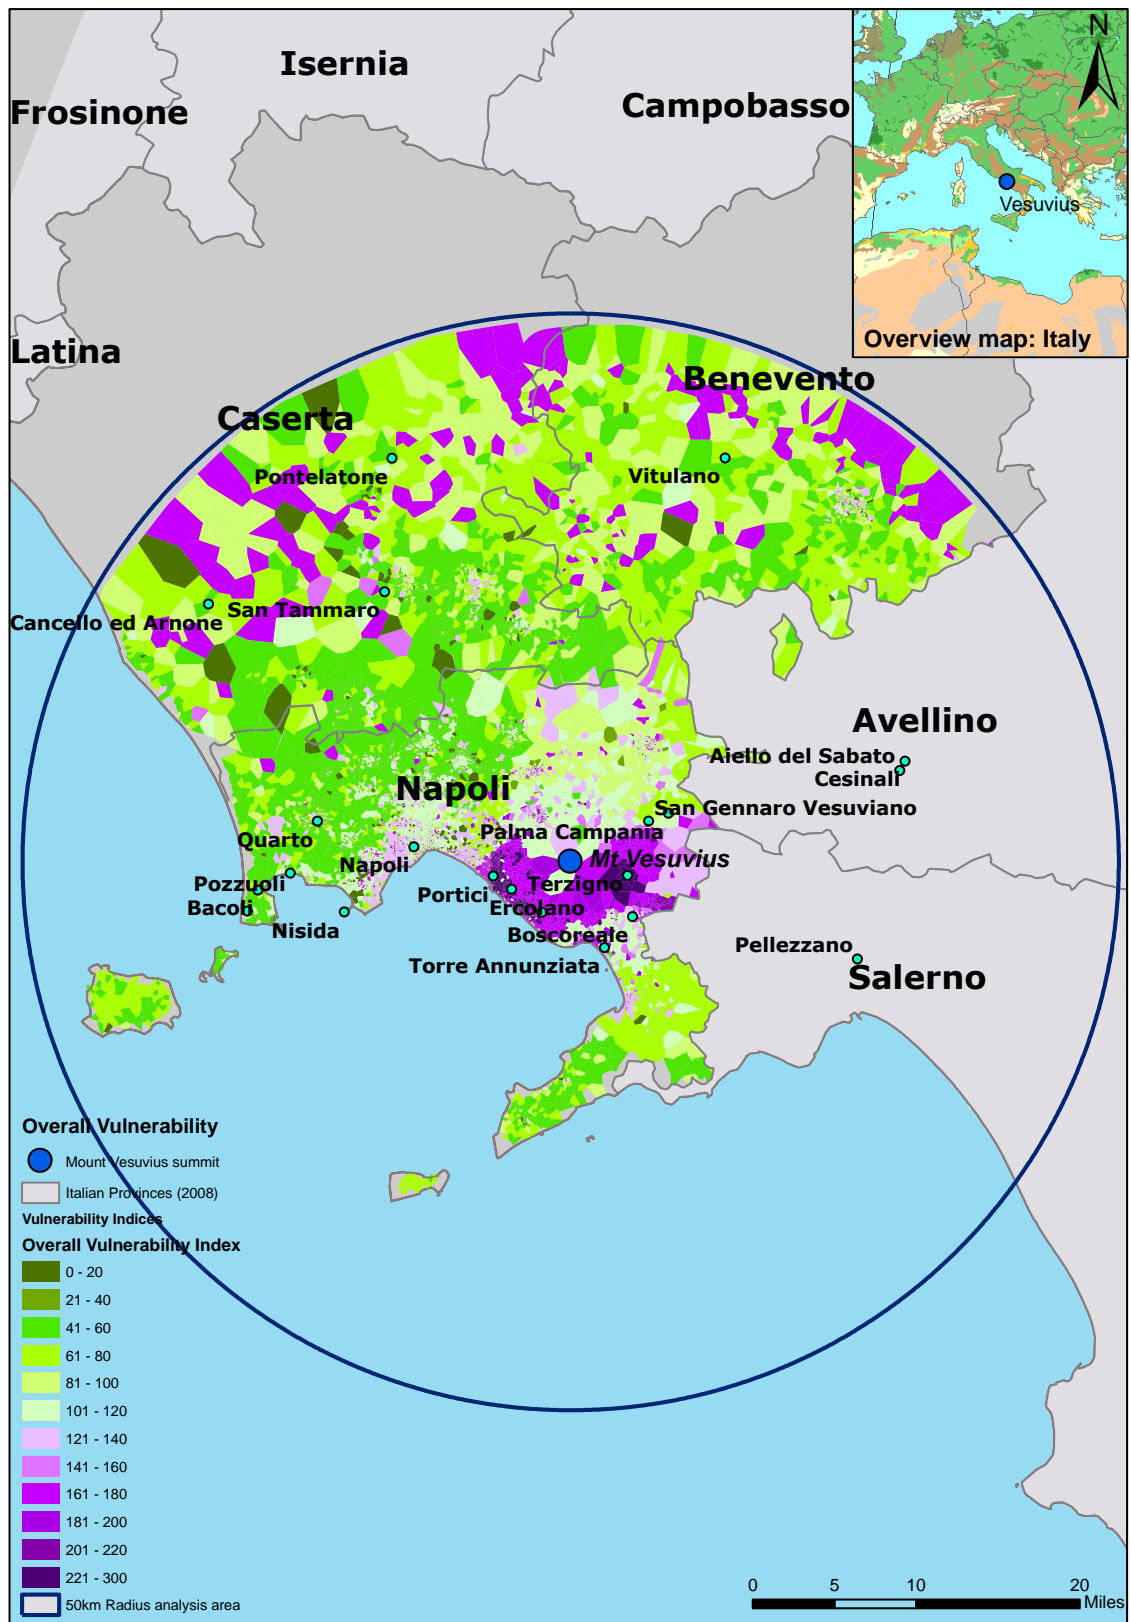 Isernia
Frosinone
Campobasso
N
Vesuvius
Overview map: Italy
Latina
Benevento
Caserta
Pontelatone
Vitulano
San Tammaro
Cancello ed Arnone
Avellino
Aiello del Sabato
Cesinali
Napoli
San Gennaro Vesuviano
Palma Campania
Quarto
Mt Vesuvius
Napoli
Pozzuoli
Terzigno
Portici
Bacoli
Ercolano
Nisida
Boscoreale
Pellezzano
Torre Annunziata
Salerno
Overall Vulnerability
Mount Vesuvius summit
Italian Provinces (2008)
Vulnerability Indices
Overall Vulnerability Index
0 - 20
21 - 40
41 - 60
61 - 80
81 - 100
101 - 120
121 - 140
141 - 160
161 - 180
181 - 200
201 - 220
221 - 300
50km Radius analysis area
0 5 10 20
Miles